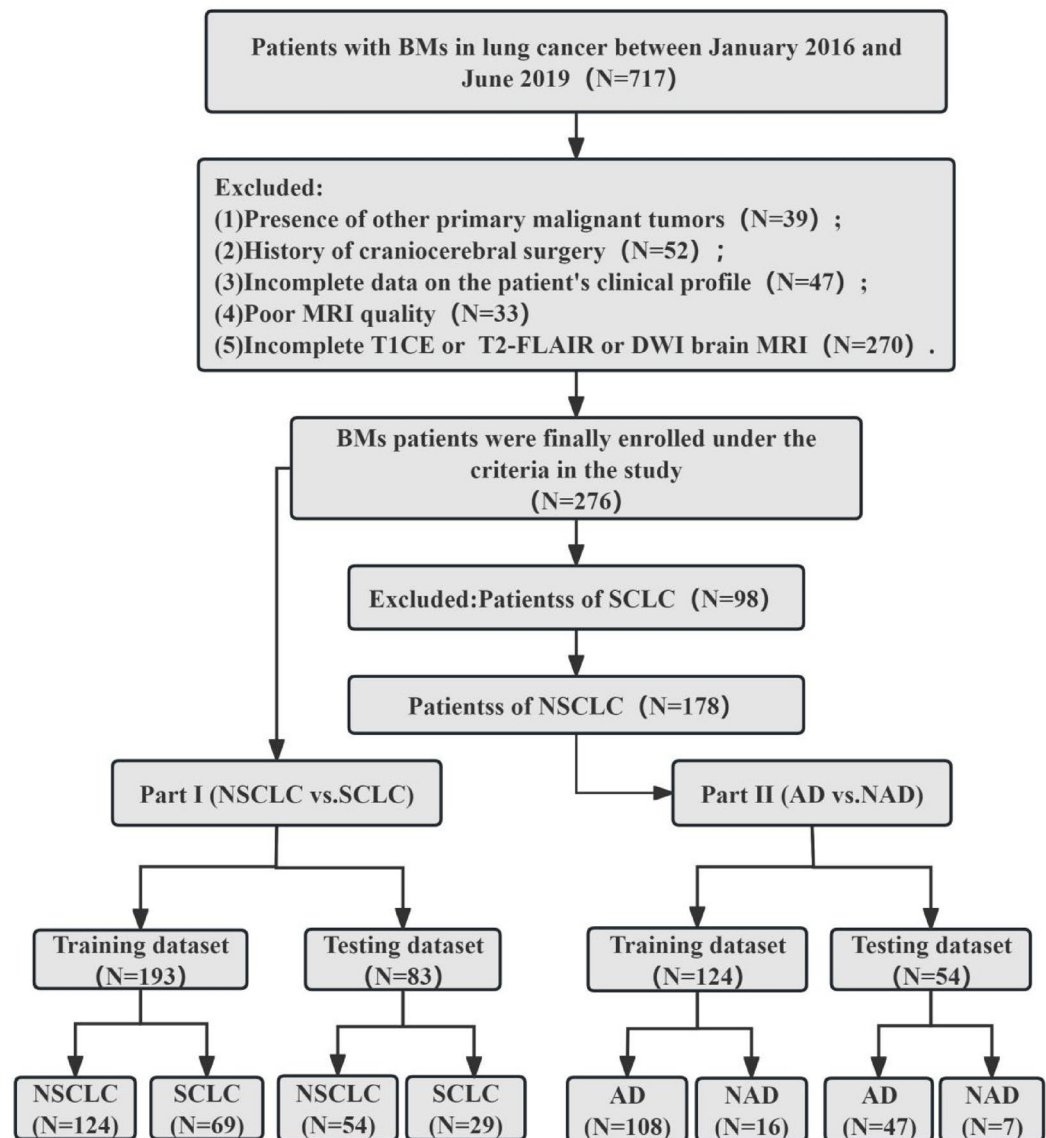 Patients with BMs in lung cancer between January 2016 and
June 2019（N=717）
Excluded:
(1)Presence of other primary malignant tumors（N=39）;
(2)History of craniocerebral surgery（N=52）;
(3)Incomplete data on the patient's clinical profile（N=47）;
(4)Poor MRI quality（N=33）
(5)Incomplete T1CE or T2-FLAIR or DWI brain MRI（N=270）.
BMs patients were finally enrolled under the
criteria in the study
（N=276）
Excluded:Patientss of SCLC（N=98）
Patientss of NSCLC（N=178）
Part I (NSCLC vs.SCLC)
Part II (AD vs.NAD)
Training dataset
（N=193）
Testing dataset
（N=83）
Training dataset
（N=124）
Testing dataset
（N=54）
NSCLC
（N=124）
SCLC
（N=69）
NSCLC
（N=54）
SCLC
（N=29）
AD
（N=108）
NAD
（N=16）
AD
（N=47）
NAD
（N=7）